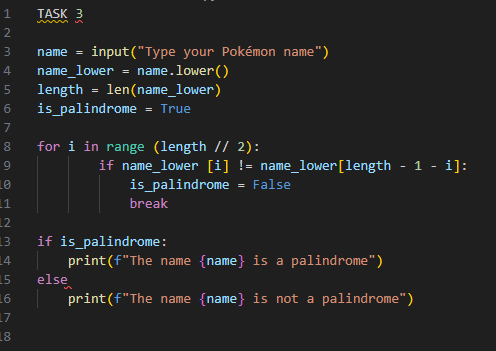 1 TASK 3
2
3 name = input("Type your Pokémon name")
4 name_lower = name.lower()
5 length = len(name_lower)
6 is_palindrome = True
7
8 for i in range (length // 2):
9         if name_lower [i] != name_lower[length - 1 - i]:
10             is_palindrome = False
11             break
12
13 if is_palindrome:
14     print(f"The name {name} is a palindrome")
15 else
16     print(f"The name {name} is not a palindrome")
17
18